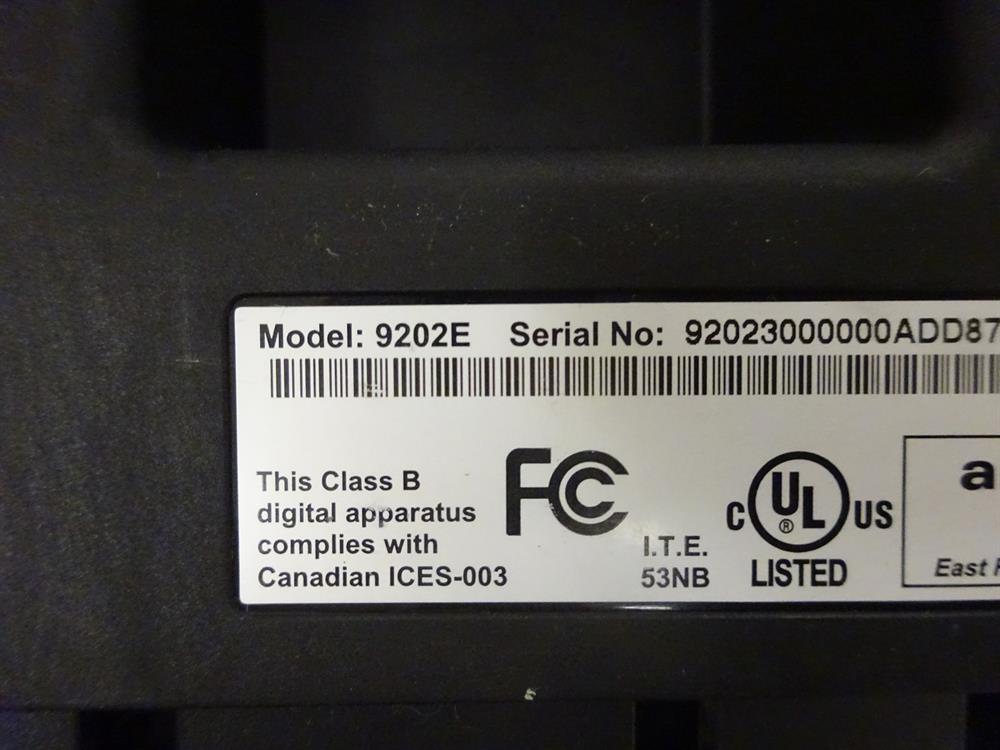 Model: 9202E Serial No: 92023000000ADD87
This Class B
digital apparatus
complies with
Canadian ICES-003
FC
I.T.E.
53NB
C UL ® US
LISTED
a
East